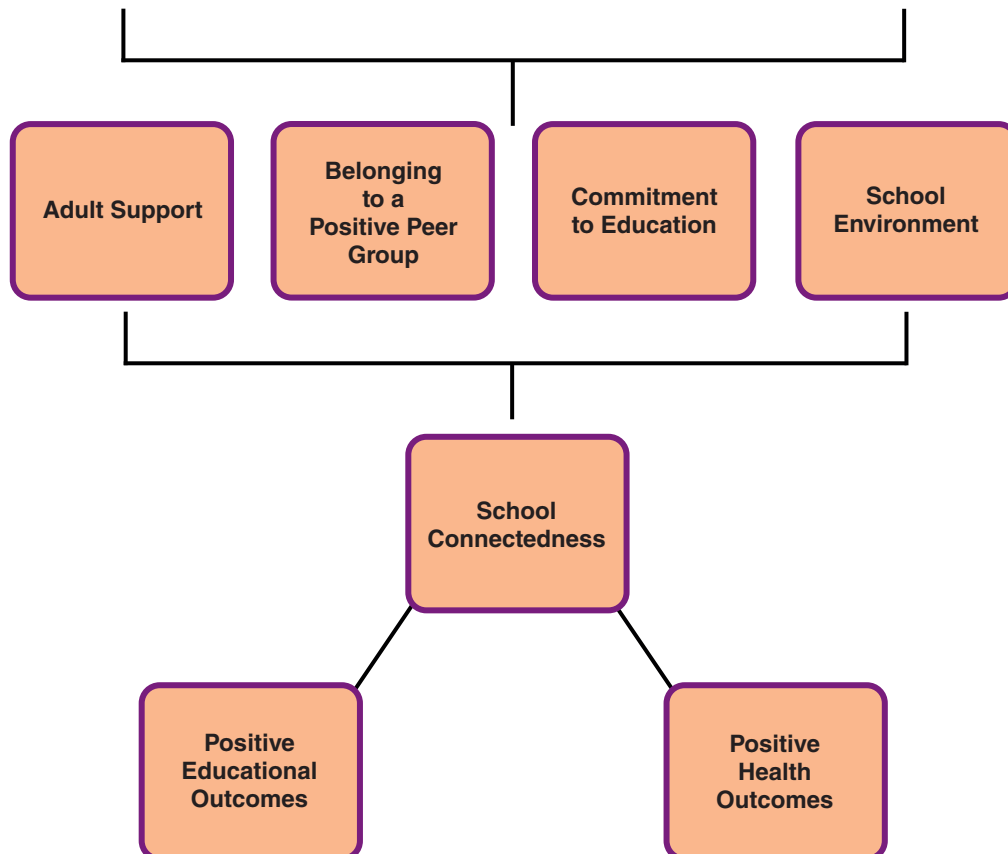 Adult Support
Belonging
to a
Positive Peer
Group
Commitment
to Education
School
Environment
School
Connectedness
Positive
Educational
Outcomes
Positive
Health
Outcomes